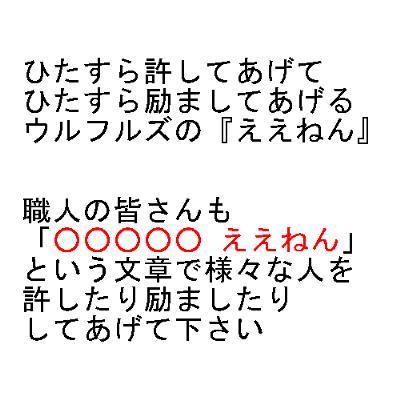 ひたすら許してあげて
ひたすら励ましてあげる
ウルフルズの『ええねん』
職人の皆さんも
「〇〇〇〇〇 ええねん」
という文章で様々な人を
許したり励ましたり
してあげて下さい